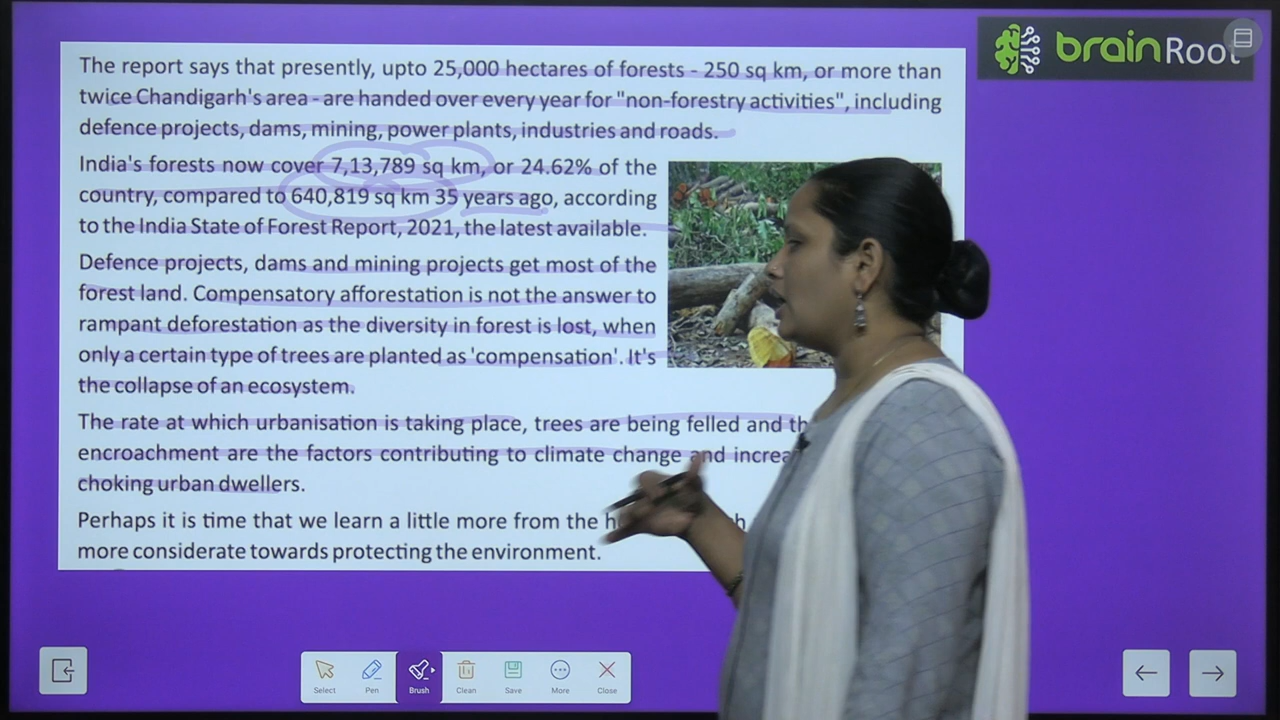 brainRoot
The report says that presently, upto 25,000 hectares of forests - 250 sq km, or more than
twice Chandigarh's area - are handed over every year for "non-forestry activities", including
defence projects, dams, mining, power plants, industries and roads.
India's forests now cover 7,13,789 sq km, or 24.62% of the
country, compared to 640,819 sq km 35 years ago, according
to the India State of Forest Report, 2021, the latest available.
Defence projects, dams and mining projects get most of the
forest land. Compensatory afforestation is not the answer to
rampant deforestation as the diversity in forest is lost, when
only a certain type of trees are planted as 'compensation'. It's
the collapse of an ecosystem.
The rate at which urbanisation is taking place, trees are being felled and
encroachment are the factors contributing to climate change and
choking urban dwellers.
Perhaps it is time that we learn a little more from the
more considerate towards protecting the environment.
Select Pen Brush Clean Save More Close